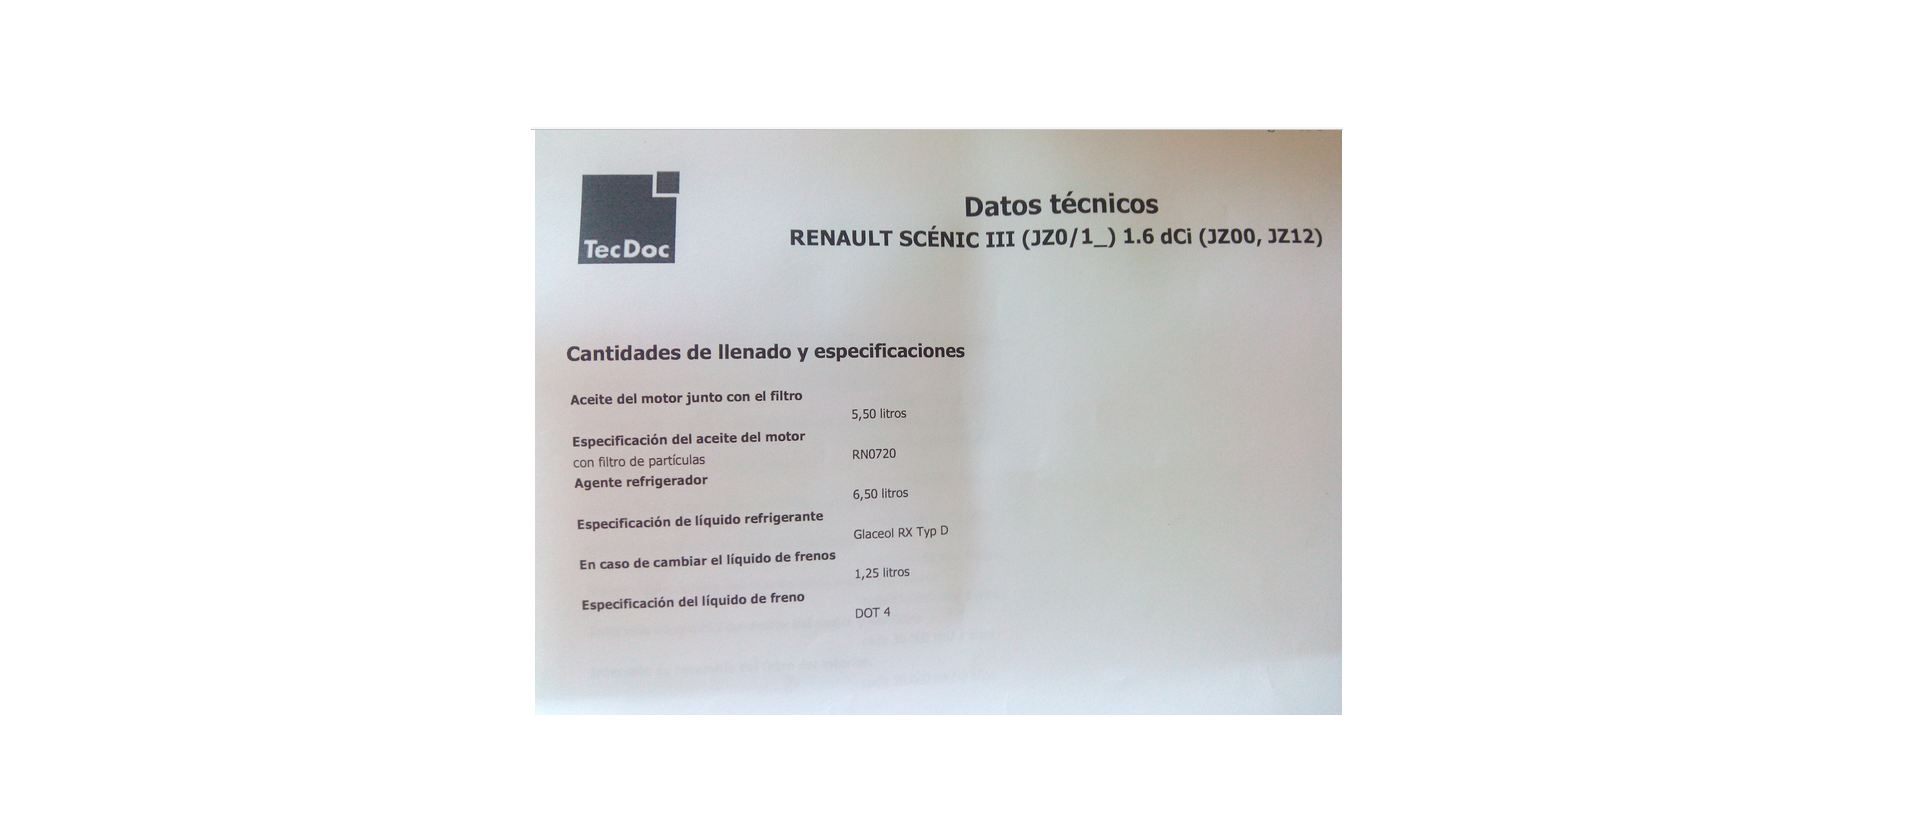 TecDoc
Datos técnicos
RENAULT SCÉNIC III (JZ0/1_) 1.6 dCi (JZ00, JZ12)
Cantidades de llenado y especificaciones
Aceite del motor junto con el filtro
5,50 litros
Especificación del aceite del motor
con filtro de partículas RN0720
Agente refrigerador
6,50 litros
Especificación de líquido refrigerante
Glaceol RX Typ D
En caso de cambiar el líquido de frenos
1,25 litros
Especificación del líquido de freno
DOT 4